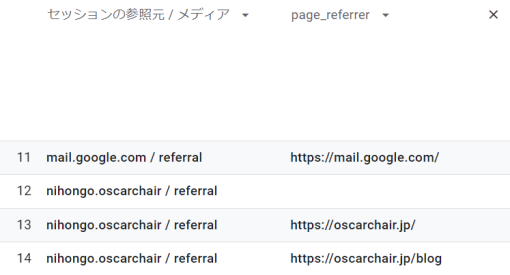 セッションの参照元 / メディア page_referrer ×
11 mail.google.com / referral https://mail.google.com/
12 nihongo.oscarchair / referral
13 nihongo.oscarchair / referral https://oscarchair.jp/
14 nihongo.oscarchair / referral https://oscarchair.jp/blog